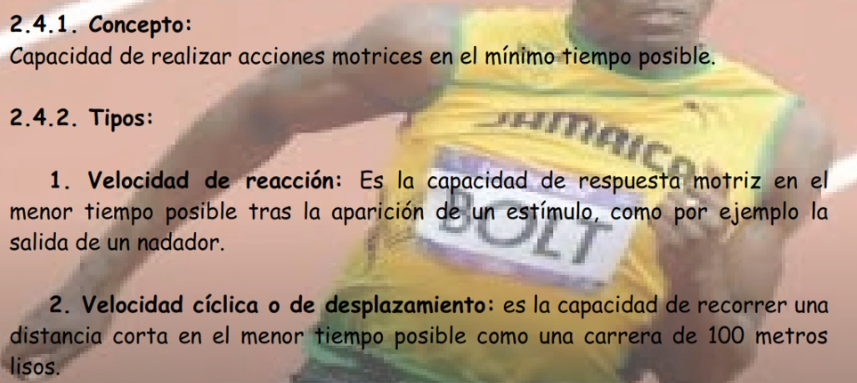 2.4.1. Concepto:
Capacidad de realizar acciones motrices en el mínimo tiempo posible.
2.4.2. Tipos:
1. Velocidad de reacción: Es la capacidad de respuesta motriz en el
menor tiempo posible tras la aparición de un estímulo, como por ejemplo la
salida de un nadador.
2. Velocidad cíclica o de desplazamiento: es la capacidad de recorrer una
distancia corta en el menor tiempo posible como una carrera de 100 metros
lisos.
JAMAICA
BOLT